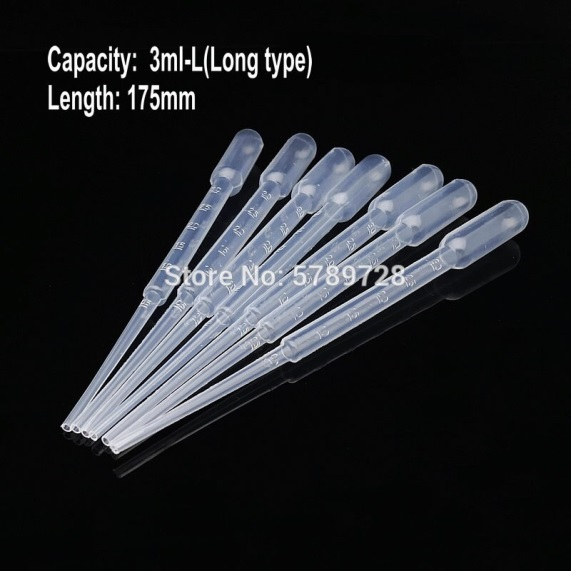 Capacity:  3ml-L(Long type)
Length: 175mm
Store No: 5789728